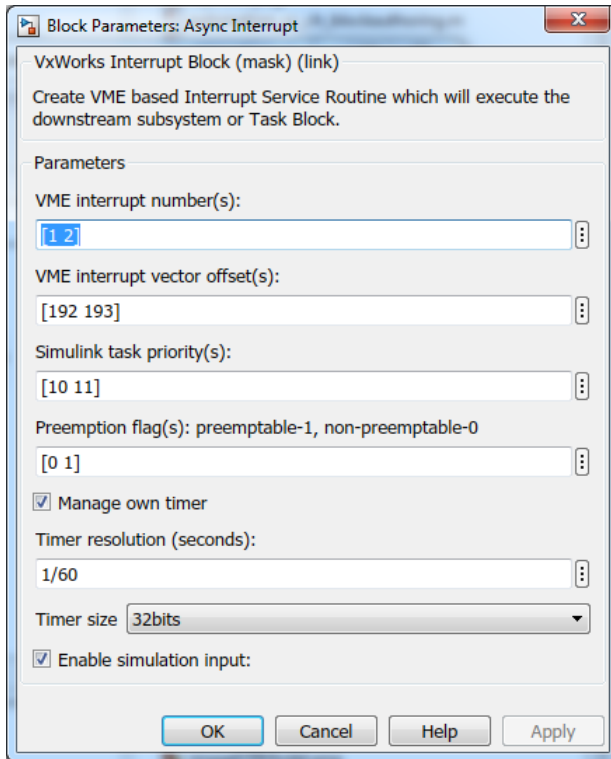 Block Parameters: Async Interrupt
VxWorks Interrupt Block (mask) (link)
Create VME based Interrupt Service Routine which will execute the
downstream subsystem or Task Block.
Parameters
VME interrupt number(s):
[1 2]
VME interrupt vector offset(s):
[192 193]
Simulink task priority(s):
[10 11]
Preemption flag(s): preemptable-1, non-preemptable-0
[0 1]
Manage own timer
Timer resolution (seconds):
1/60
Timer size 32bits
Enable simulation input:
OK Cancel Help Apply